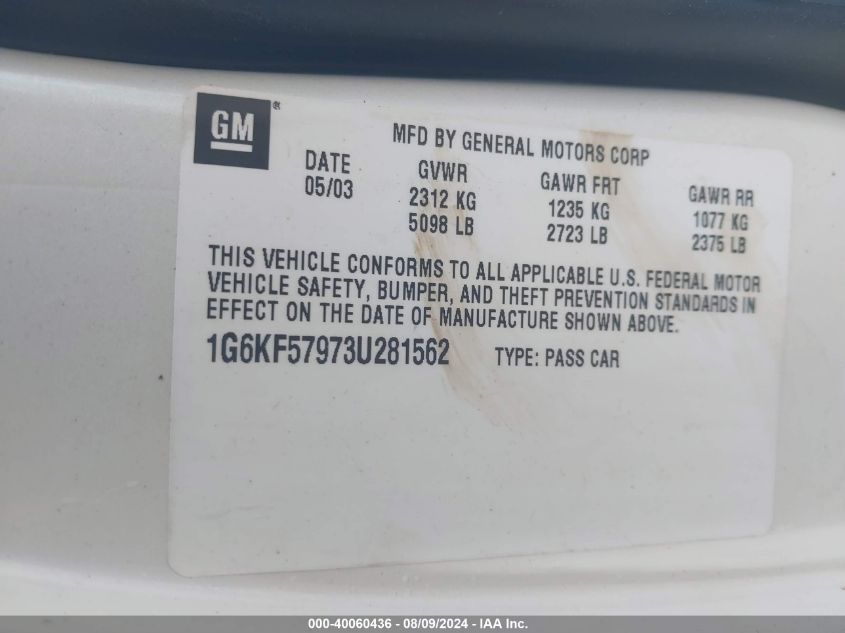 GM®
MFD BY GENERAL MOTORS CORP
DATE GVWR GAWR FRT GAWR RR
05/03 2312 KG 1235 KG 1077 KG
5098 LB 2723 LB 2375 LB
THIS VEHICLE CONFORMS TO ALL APPLICABLE U.S. FEDERAL MOTOR
VEHICLE SAFETY, BUMPER, AND THEFT PREVENTION STANDARDS IN
EFFECT ON THE DATE OF MANUFACTURE SHOWN ABOVE.
1G6KF57973U281562 TYPE: PASS CAR
000-40060436 - 08/09/2024 - IAA Inc.